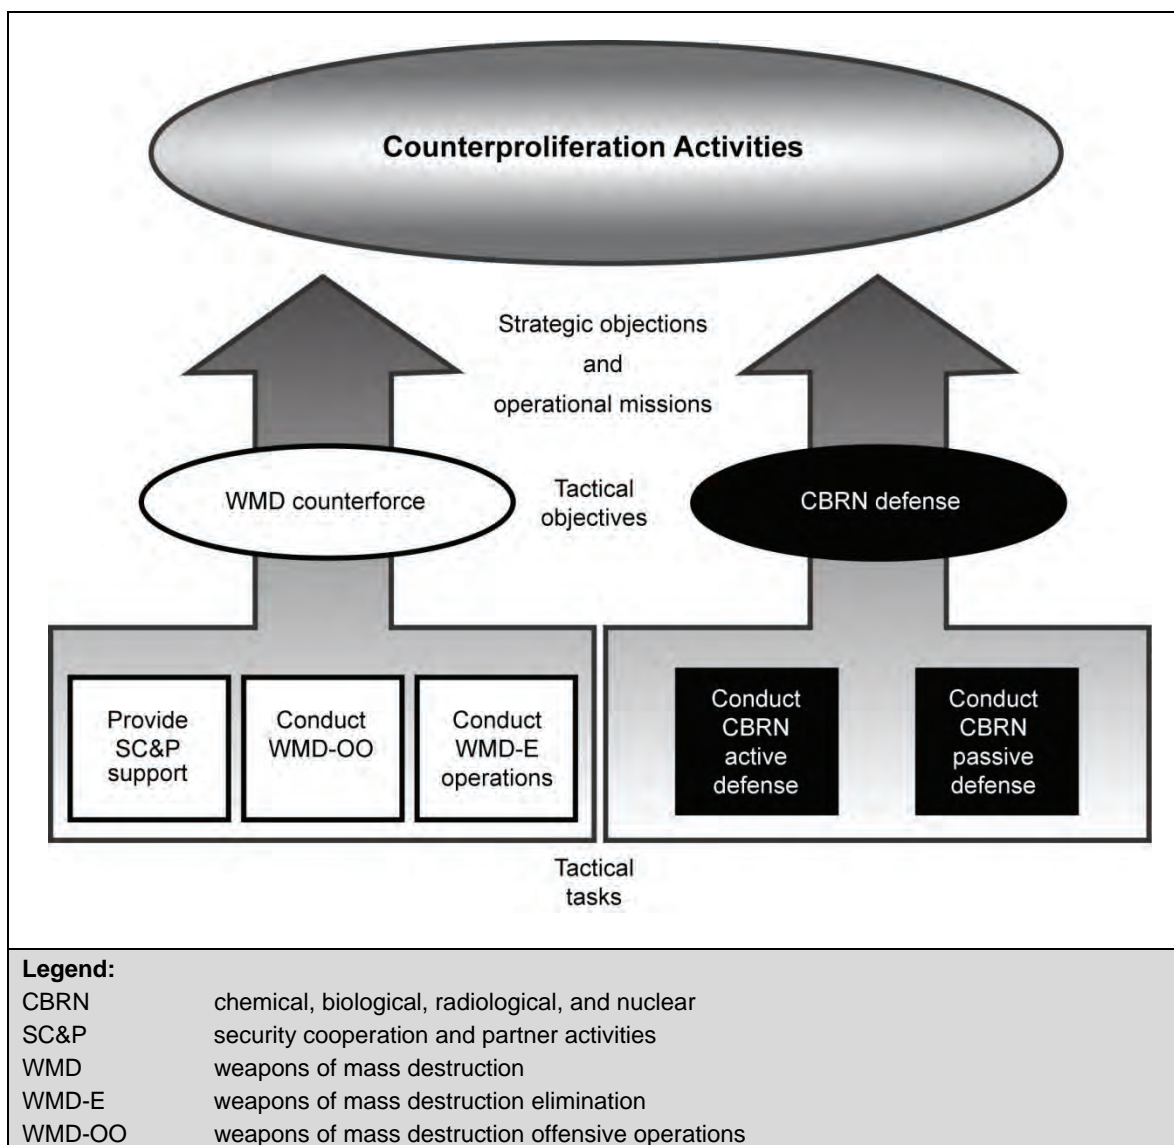 Counterproliferation Activities
Strategic objections
and
operational missions
WMD counterforce
Tactical
objectives
CBRN defense
Provide
SC&P
support
Conduct
WMD-OO
Conduct
WMD-E
operations
Conduct
CBRN
active
defense
Conduct
CBRN
passive
defense
Tactical
tasks
Legend:
CBRN chemical, biological, radiological, and nuclear
SC&P security cooperation and partner activities
WMD weapons of mass destruction
WMD-E weapons of mass destruction elimination
WMD-OO weapons of mass destruction offensive operations